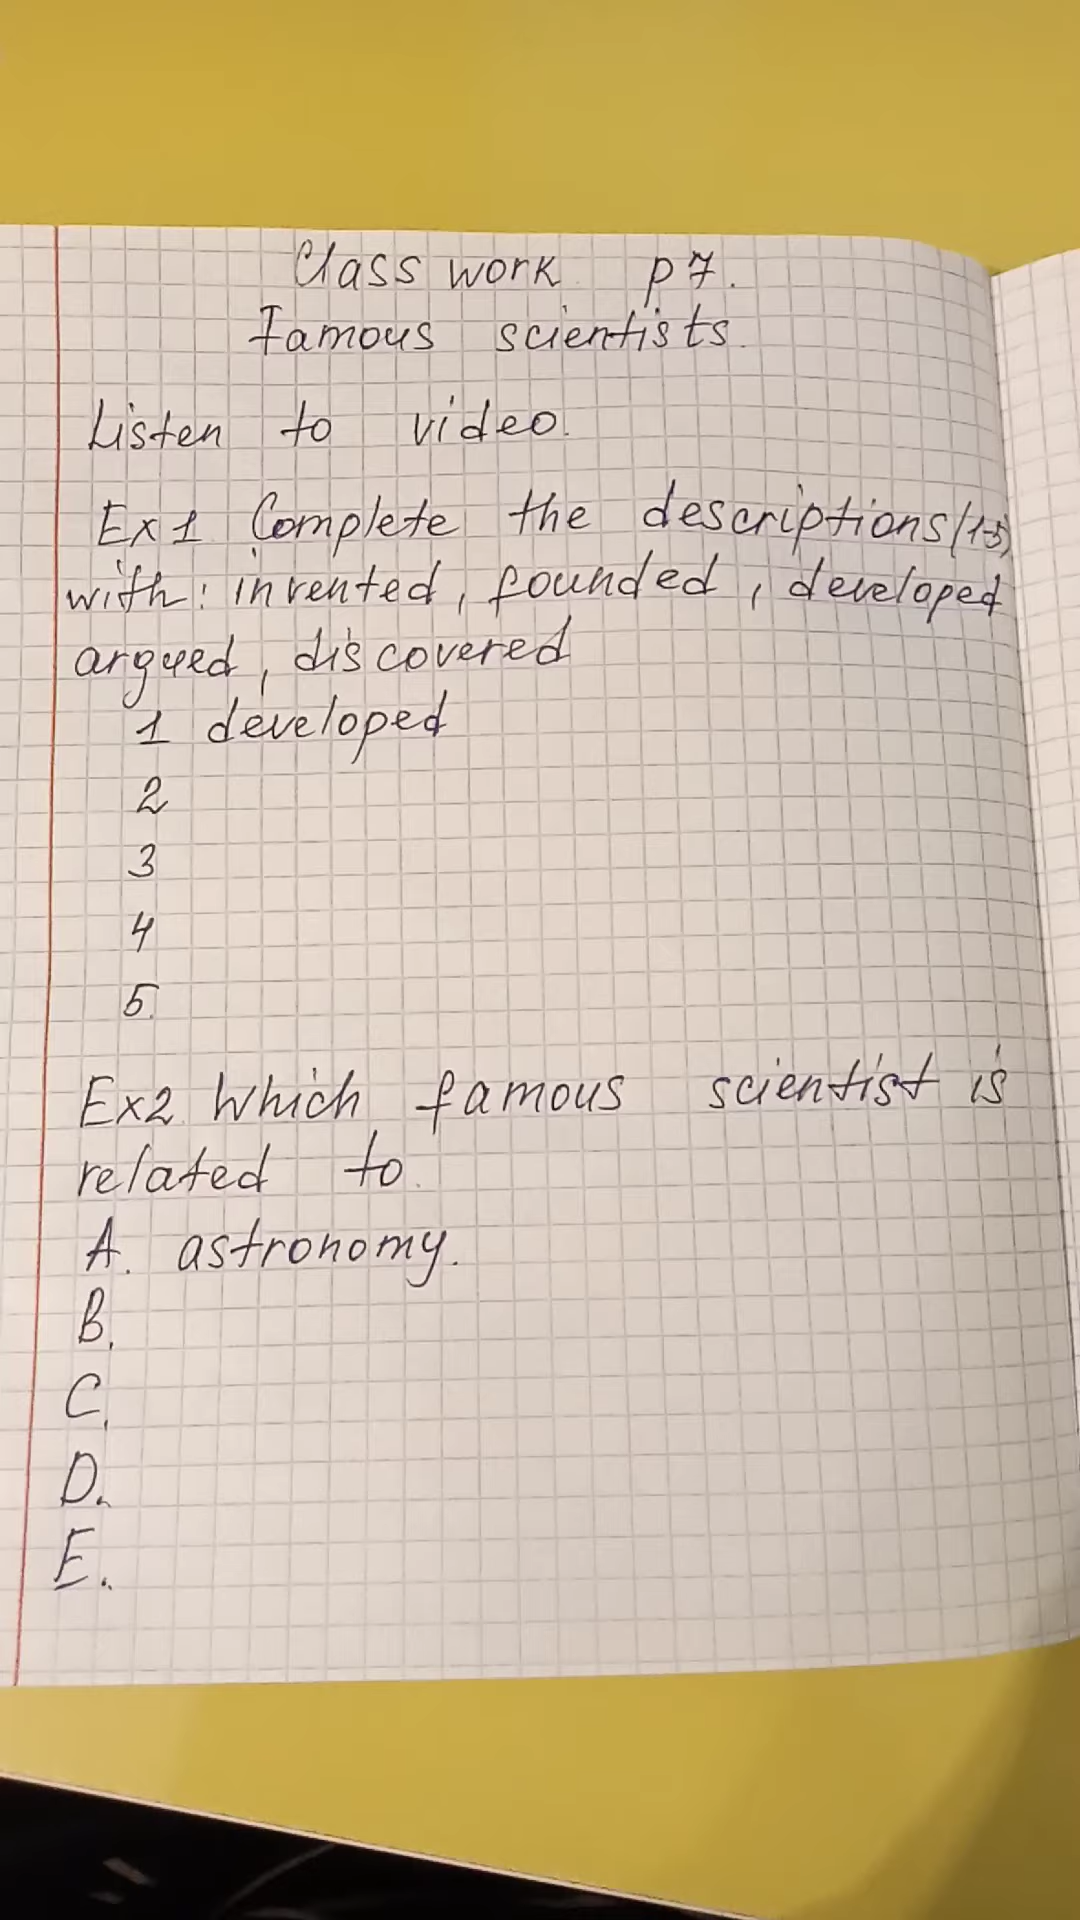 Class work p7.
Famous scientists.
Listen to video.
Ex 1 Complete the descriptions (1-5)
with: invented, founded, developed
argued, discovered
1 developed
2
3
4
5.
Ex2. Which famous scientist is
related to.
A. astronomy.
B.
C.
D.
E.